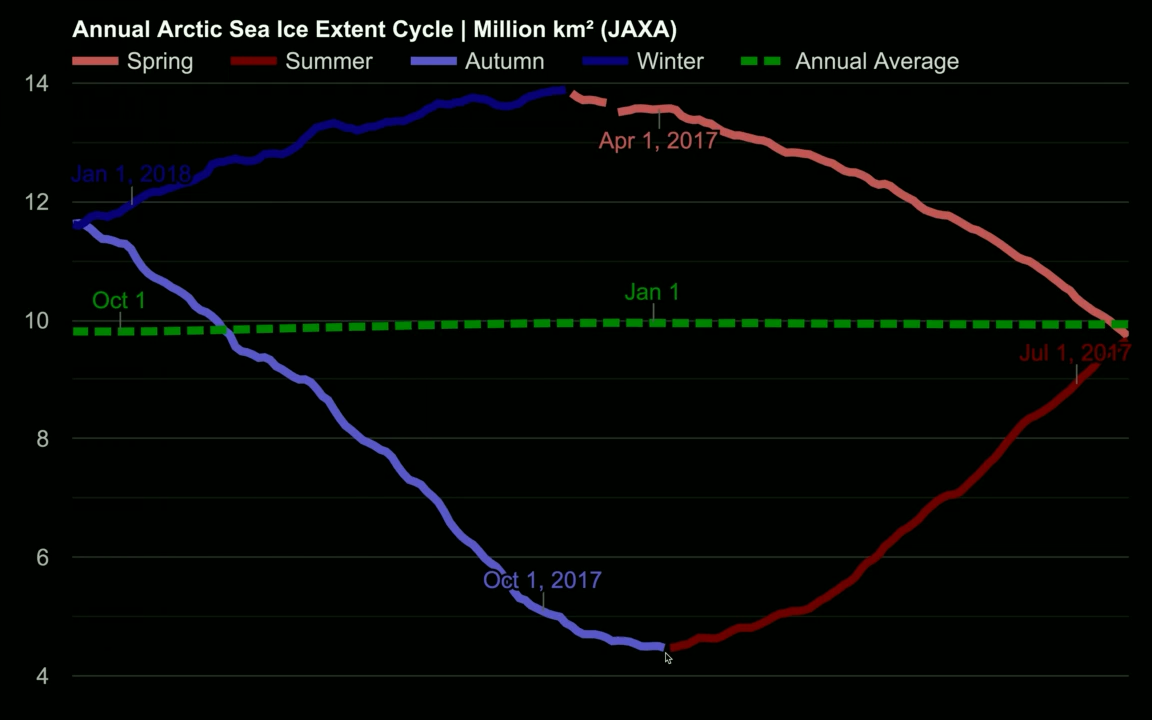 Annual Arctic Sea Ice Extent Cycle | Million km² (JAXA)
Spring Summer Autumn Winter Annual Average
14
Apr 1, 2017
Jan 1, 2018
12
Oct 1
Jan 1
10
Jul 1, 2017
8
6
Oct 1, 2017
4